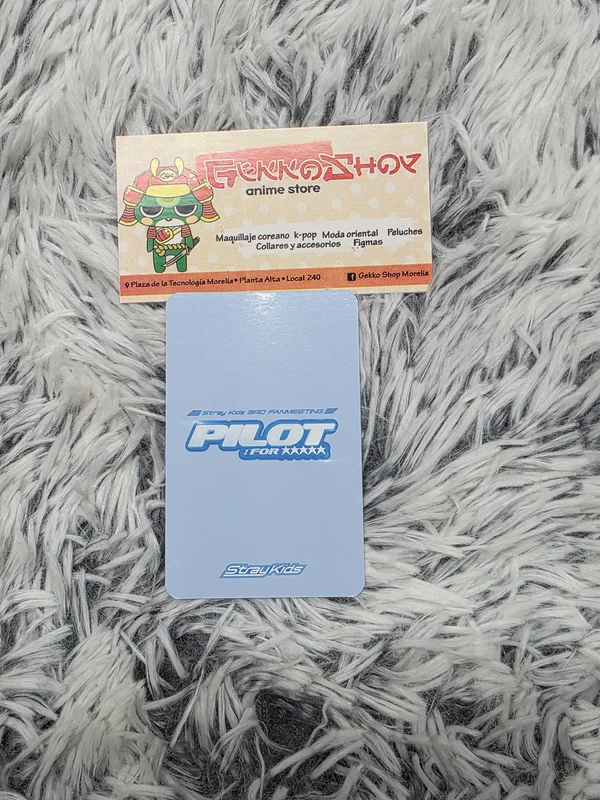 GEKKOSHOP
anime store
Maquillaje coreano k-pop Moda oriental Peluches
Collares y accesorios Figmas
Plaza de la Tecnología Morelia • Planta Alta • Local 240
Gekko Shop Morelia
Stray Kids 3RD FANMEETING
PILOT
: FOR ★★★★★
Stray Kids